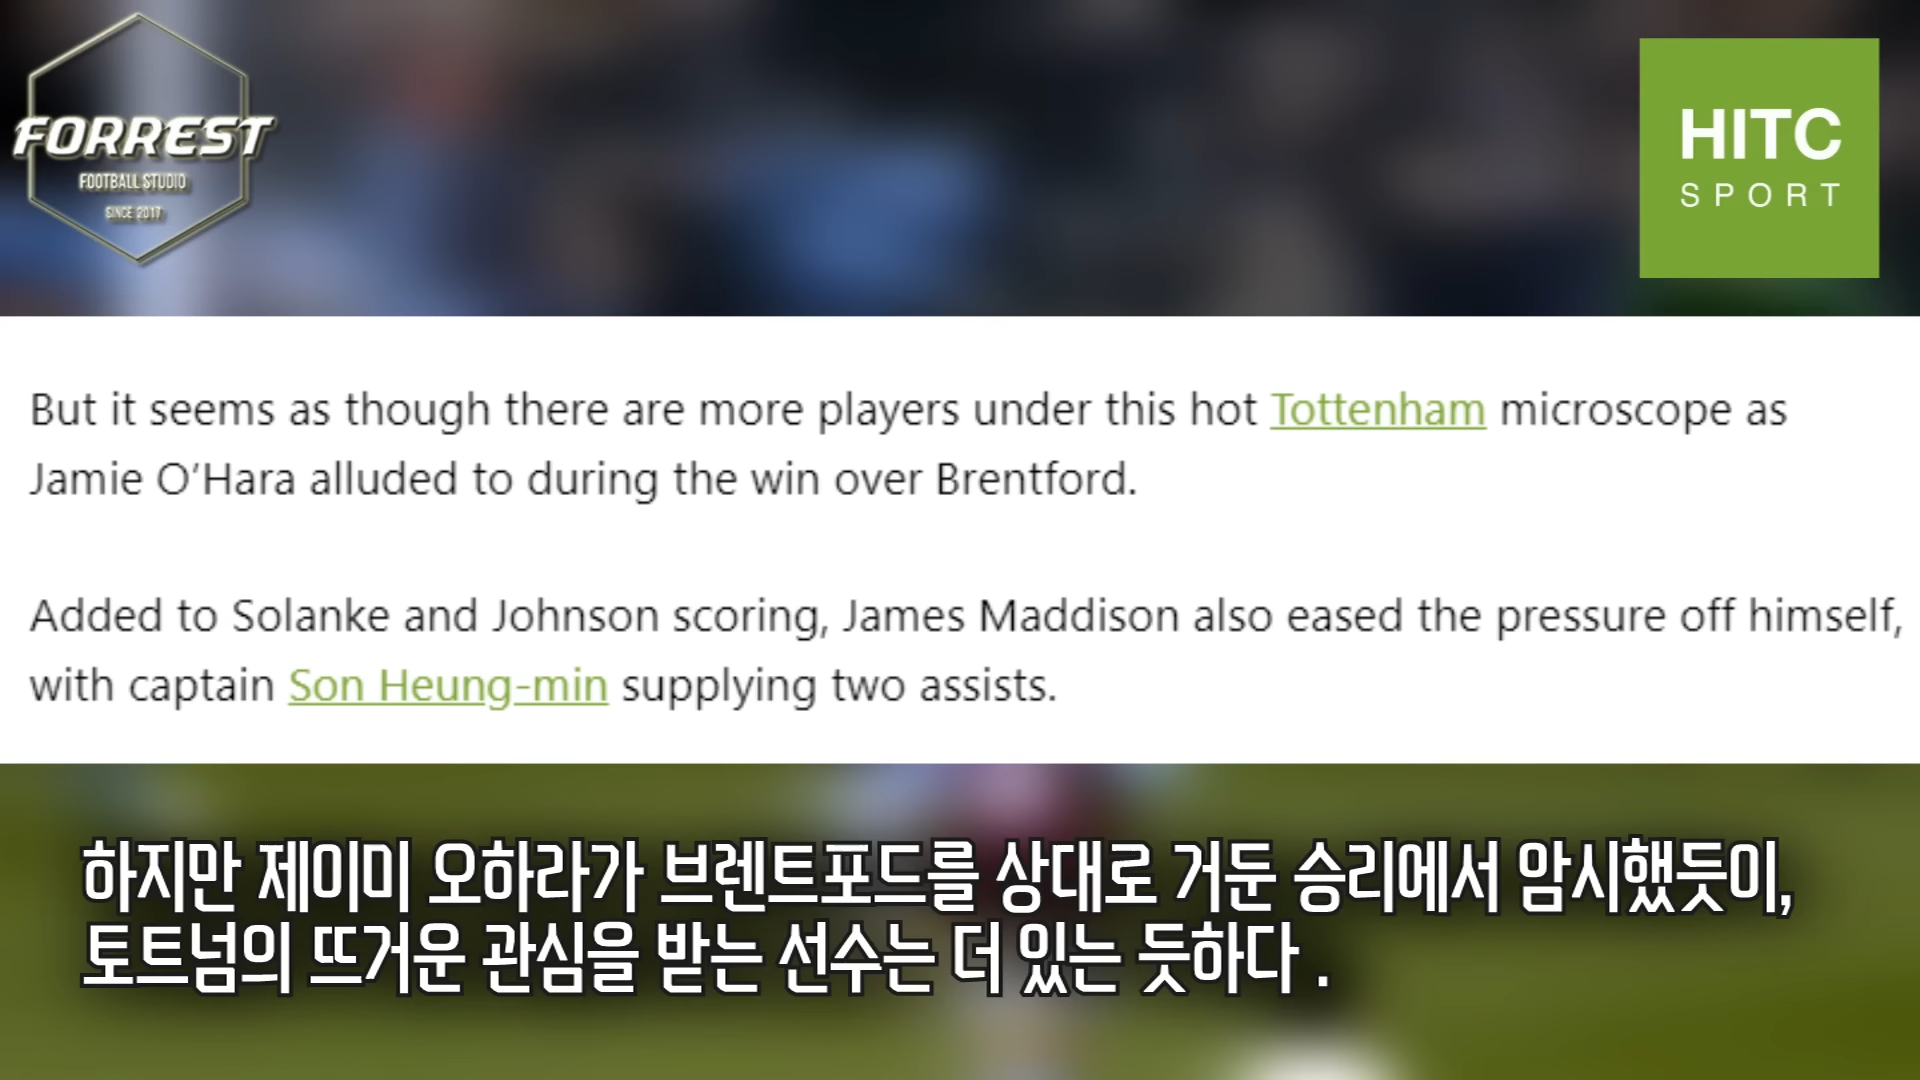 FORREST
FOOTBALL STUDIO
SINCE 2017
HITC
SPORT
But it seems as though there are more players under this hot Tottenham microscope as
Jamie O'Hara alluded to during the win over Brentford.
Added to Solanke and Johnson scoring, James Maddison also eased the pressure off himself,
with captain Son Heung-min supplying two assists.
하지만 제이미 오하라가 브렌트포드를 상대로 거둔 승리에서 암시했듯이,
토트넘의 뜨거운 관심을 받는 선수는 더 있는 듯하다 .